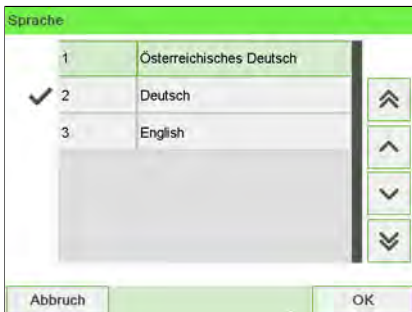 Sprache
1 Österreichisches Deutsch
2 Deutsch
3 English
Abbruch OK